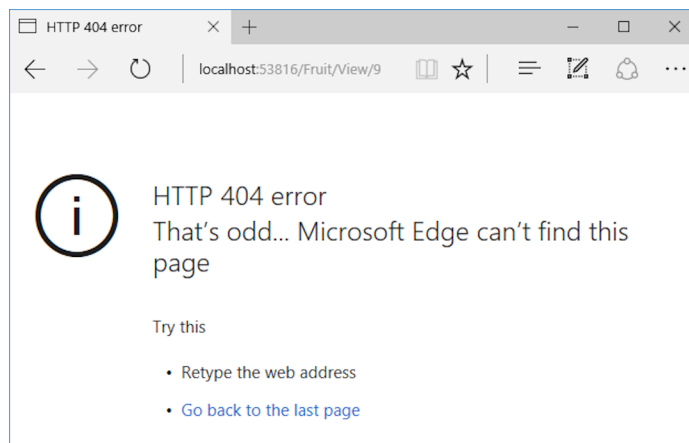 HTTP 404 error
localhost:53816/Fruit/View/9
i
HTTP 404 error
That's odd... Microsoft Edge can't find this
page
Try this
• Retype the web address
• Go back to the last page